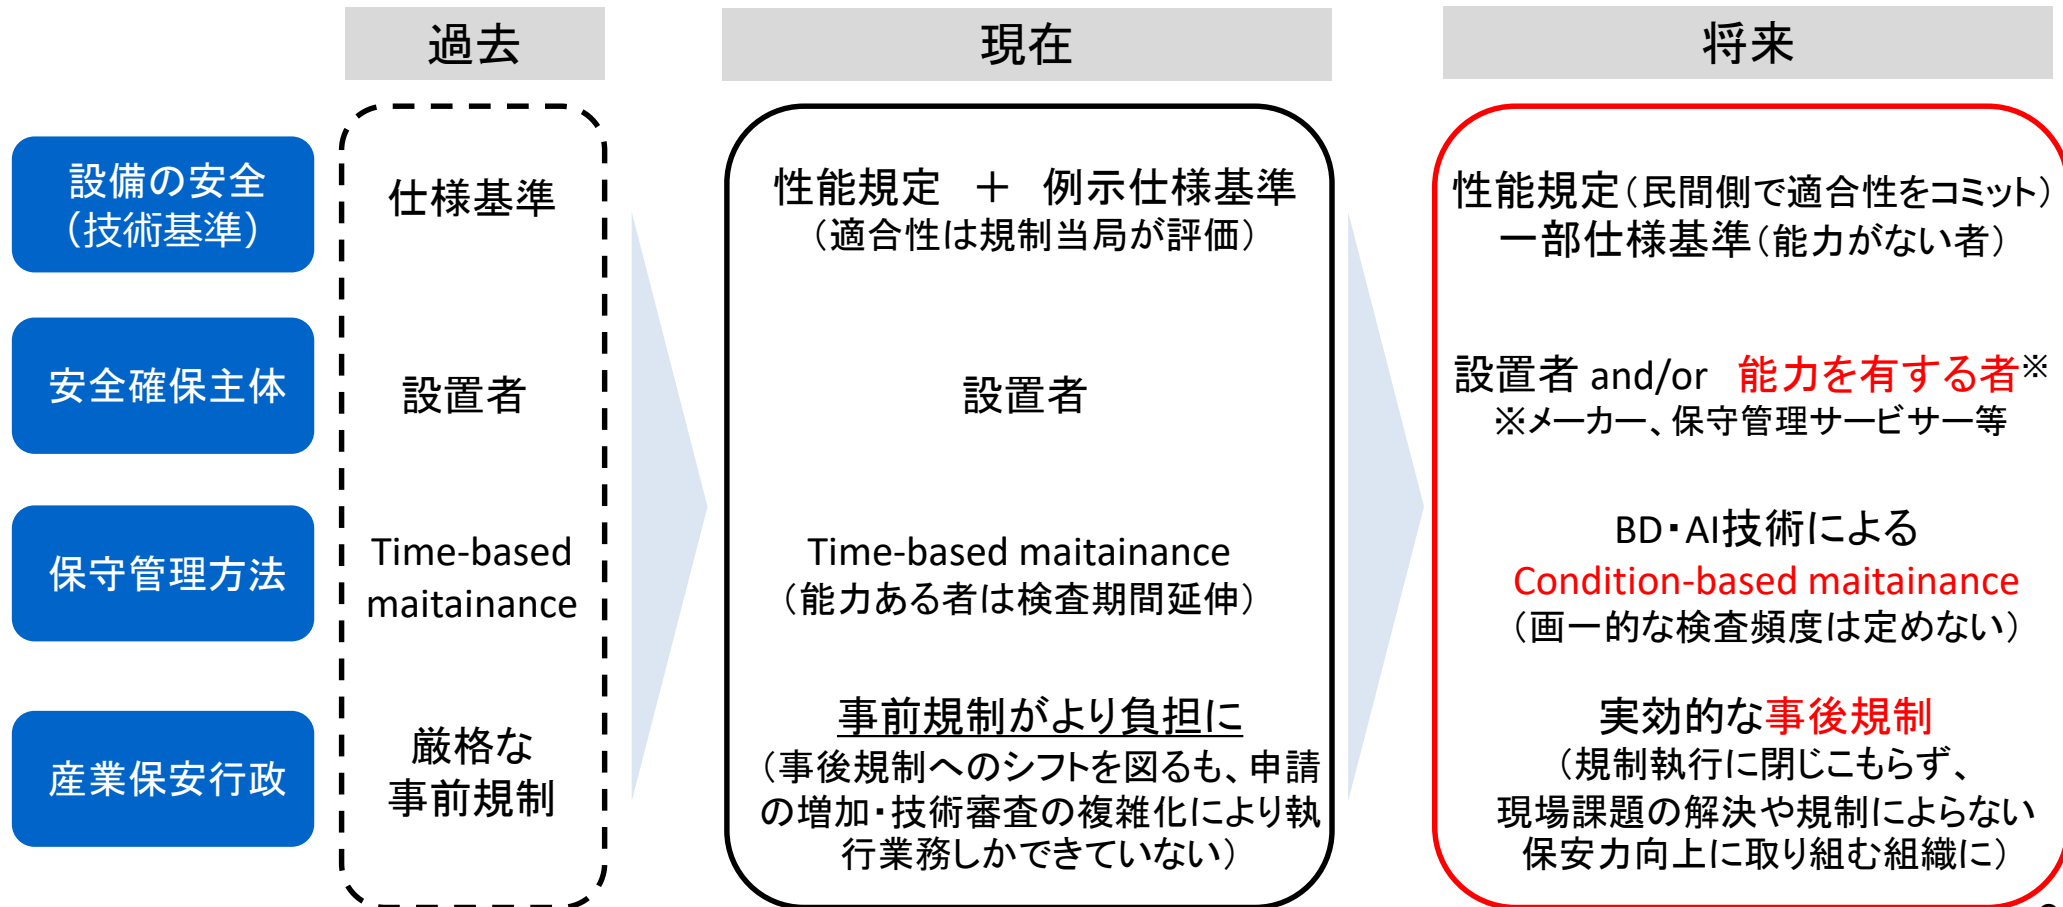 過去
現在
将来
設備の安全
（技術基準）
仕様基準
性能規定　＋　例示仕様基準
（適合性は規制当局が評価）
性能規定（民間側で適合性をコミット）
一部仕様基準（能力がない者）
安全確保主体
設置者
設置者
設置者 and/or 能力を有する者※
※メーカー、保守管理サービサー等
保守管理方法
Time-based
maitainance
Time-based maitainance
（能力ある者は検査期間延伸）
BD・AI技術による
Condition-based maitainance
（画一的な検査頻度は定めない）
産業保安行政
厳格な
事前規制
事前規制がより負担に
（事後規制へのシフトを図るも、申請
の増加・技術審査の複雑化により執
行業務しかできていない）
実効的な事後規制
（規制執行に閉じこもらず、
現場課題の解決や規制によらない
保安力向上に取り組む組織に）